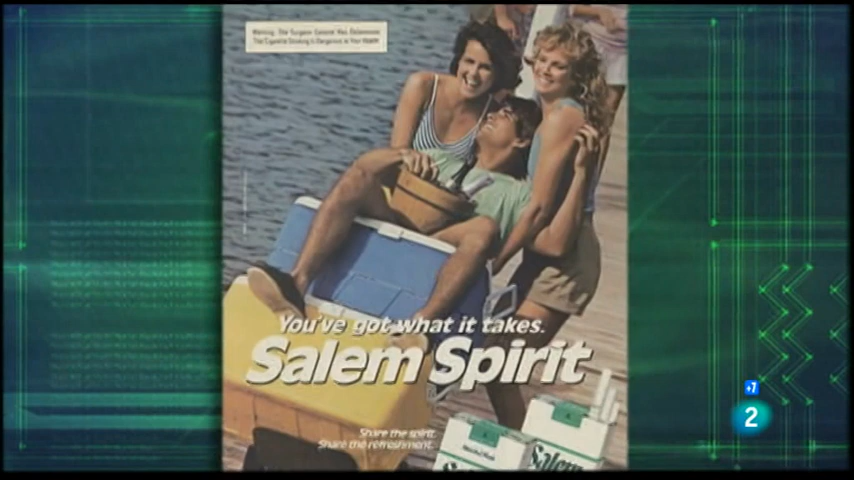 Warning: The Surgeon General Has Determined
That Cigarette Smoking Is Dangerous to Your Health
You've got what it takes.
Salem Spirit
Share the spirit.
Share the refreshment.
Salem
+7
2